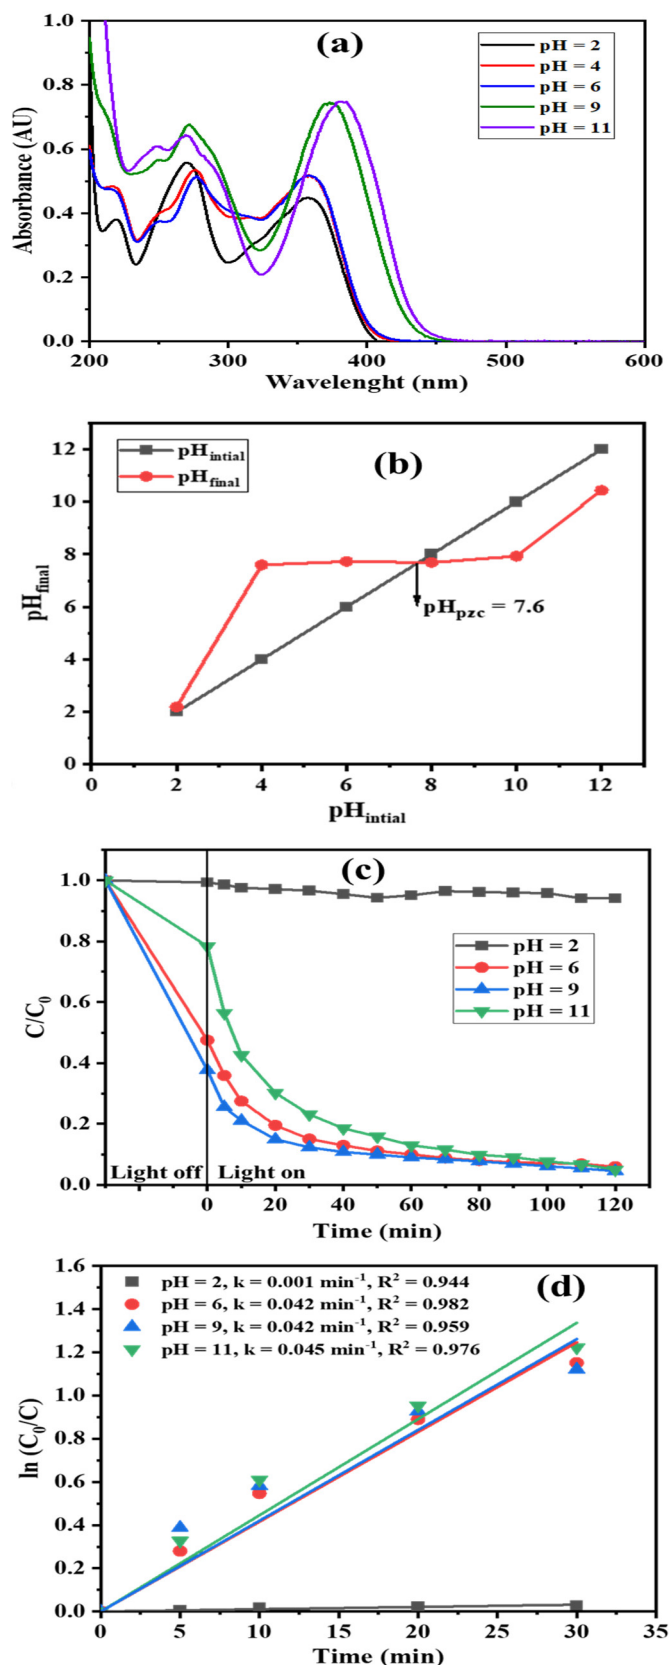 (a)
pH = 2
pH = 4
pH = 6
pH = 9
pH = 11
Absorbance (AU)
1.0
0.8
0.6
0.4
0.2
0.0
200 300 400 500 600
Wavelenght (nm)
(b)
pH_intial
pH_final
pH_final
12
10
8
6
4
2
0
pH_pzc = 7.6
0 2 4 6 8 10 12
pH_intial
(c)
pH = 2
pH = 6
pH = 9
pH = 11
C/C₀
1.0
0.8
0.6
0.4
0.2
0.0
Light off
Light on
0 20 40 60 80 100 120
Time (min)
(d)
pH = 2, k = 0.001 min⁻¹, R² = 0.944
pH = 6, k = 0.042 min⁻¹, R² = 0.982
pH = 9, k = 0.042 min⁻¹, R² = 0.959
pH = 11, k = 0.045 min⁻¹, R² = 0.976
ln (C₀/C)
1.6
1.4
1.2
1.0
0.8
0.6
0.4
0.2
0.0
0 5 10 15 20 25 30 35
Time (min)